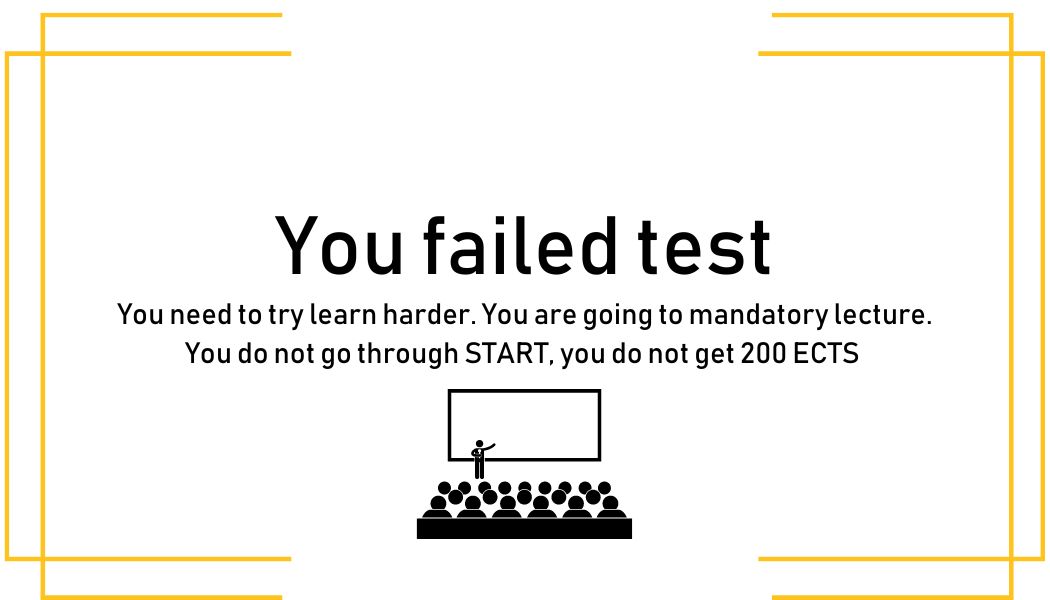 You failed test
You need to try learn harder. You are going to mandatory lecture.
You do not go through START, you do not get 200 ECTS